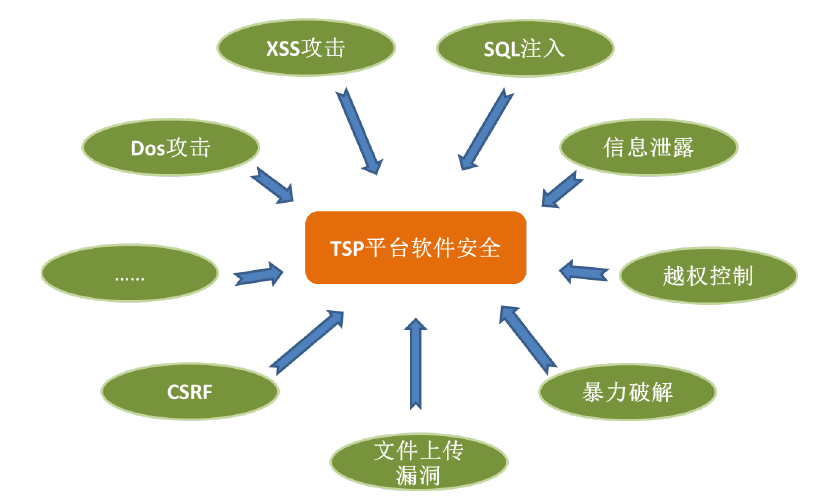 XSS攻击
SQL注入
Dos攻击
信息泄露
TSP平台软件安全
......
越权控制
CSRF
暴力破解
文件上传
漏洞